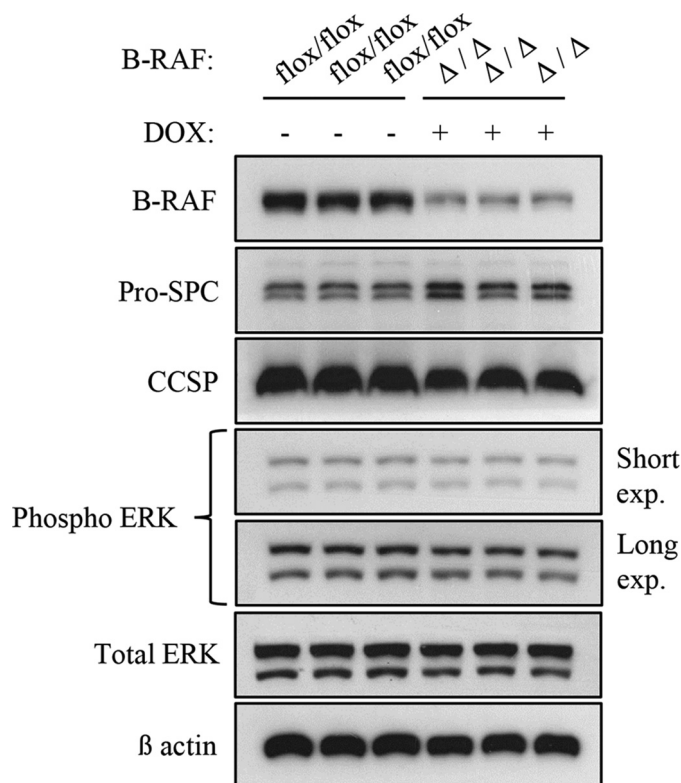 B-RAF: flox/flox flox/flox flox/flox Δ/Δ Δ/Δ Δ/Δ
DOX: - - - + + +
B-RAF
Pro-SPC
CCSP
Phospho ERK
Short
exp.
Long
exp.
Total ERK
ß actin